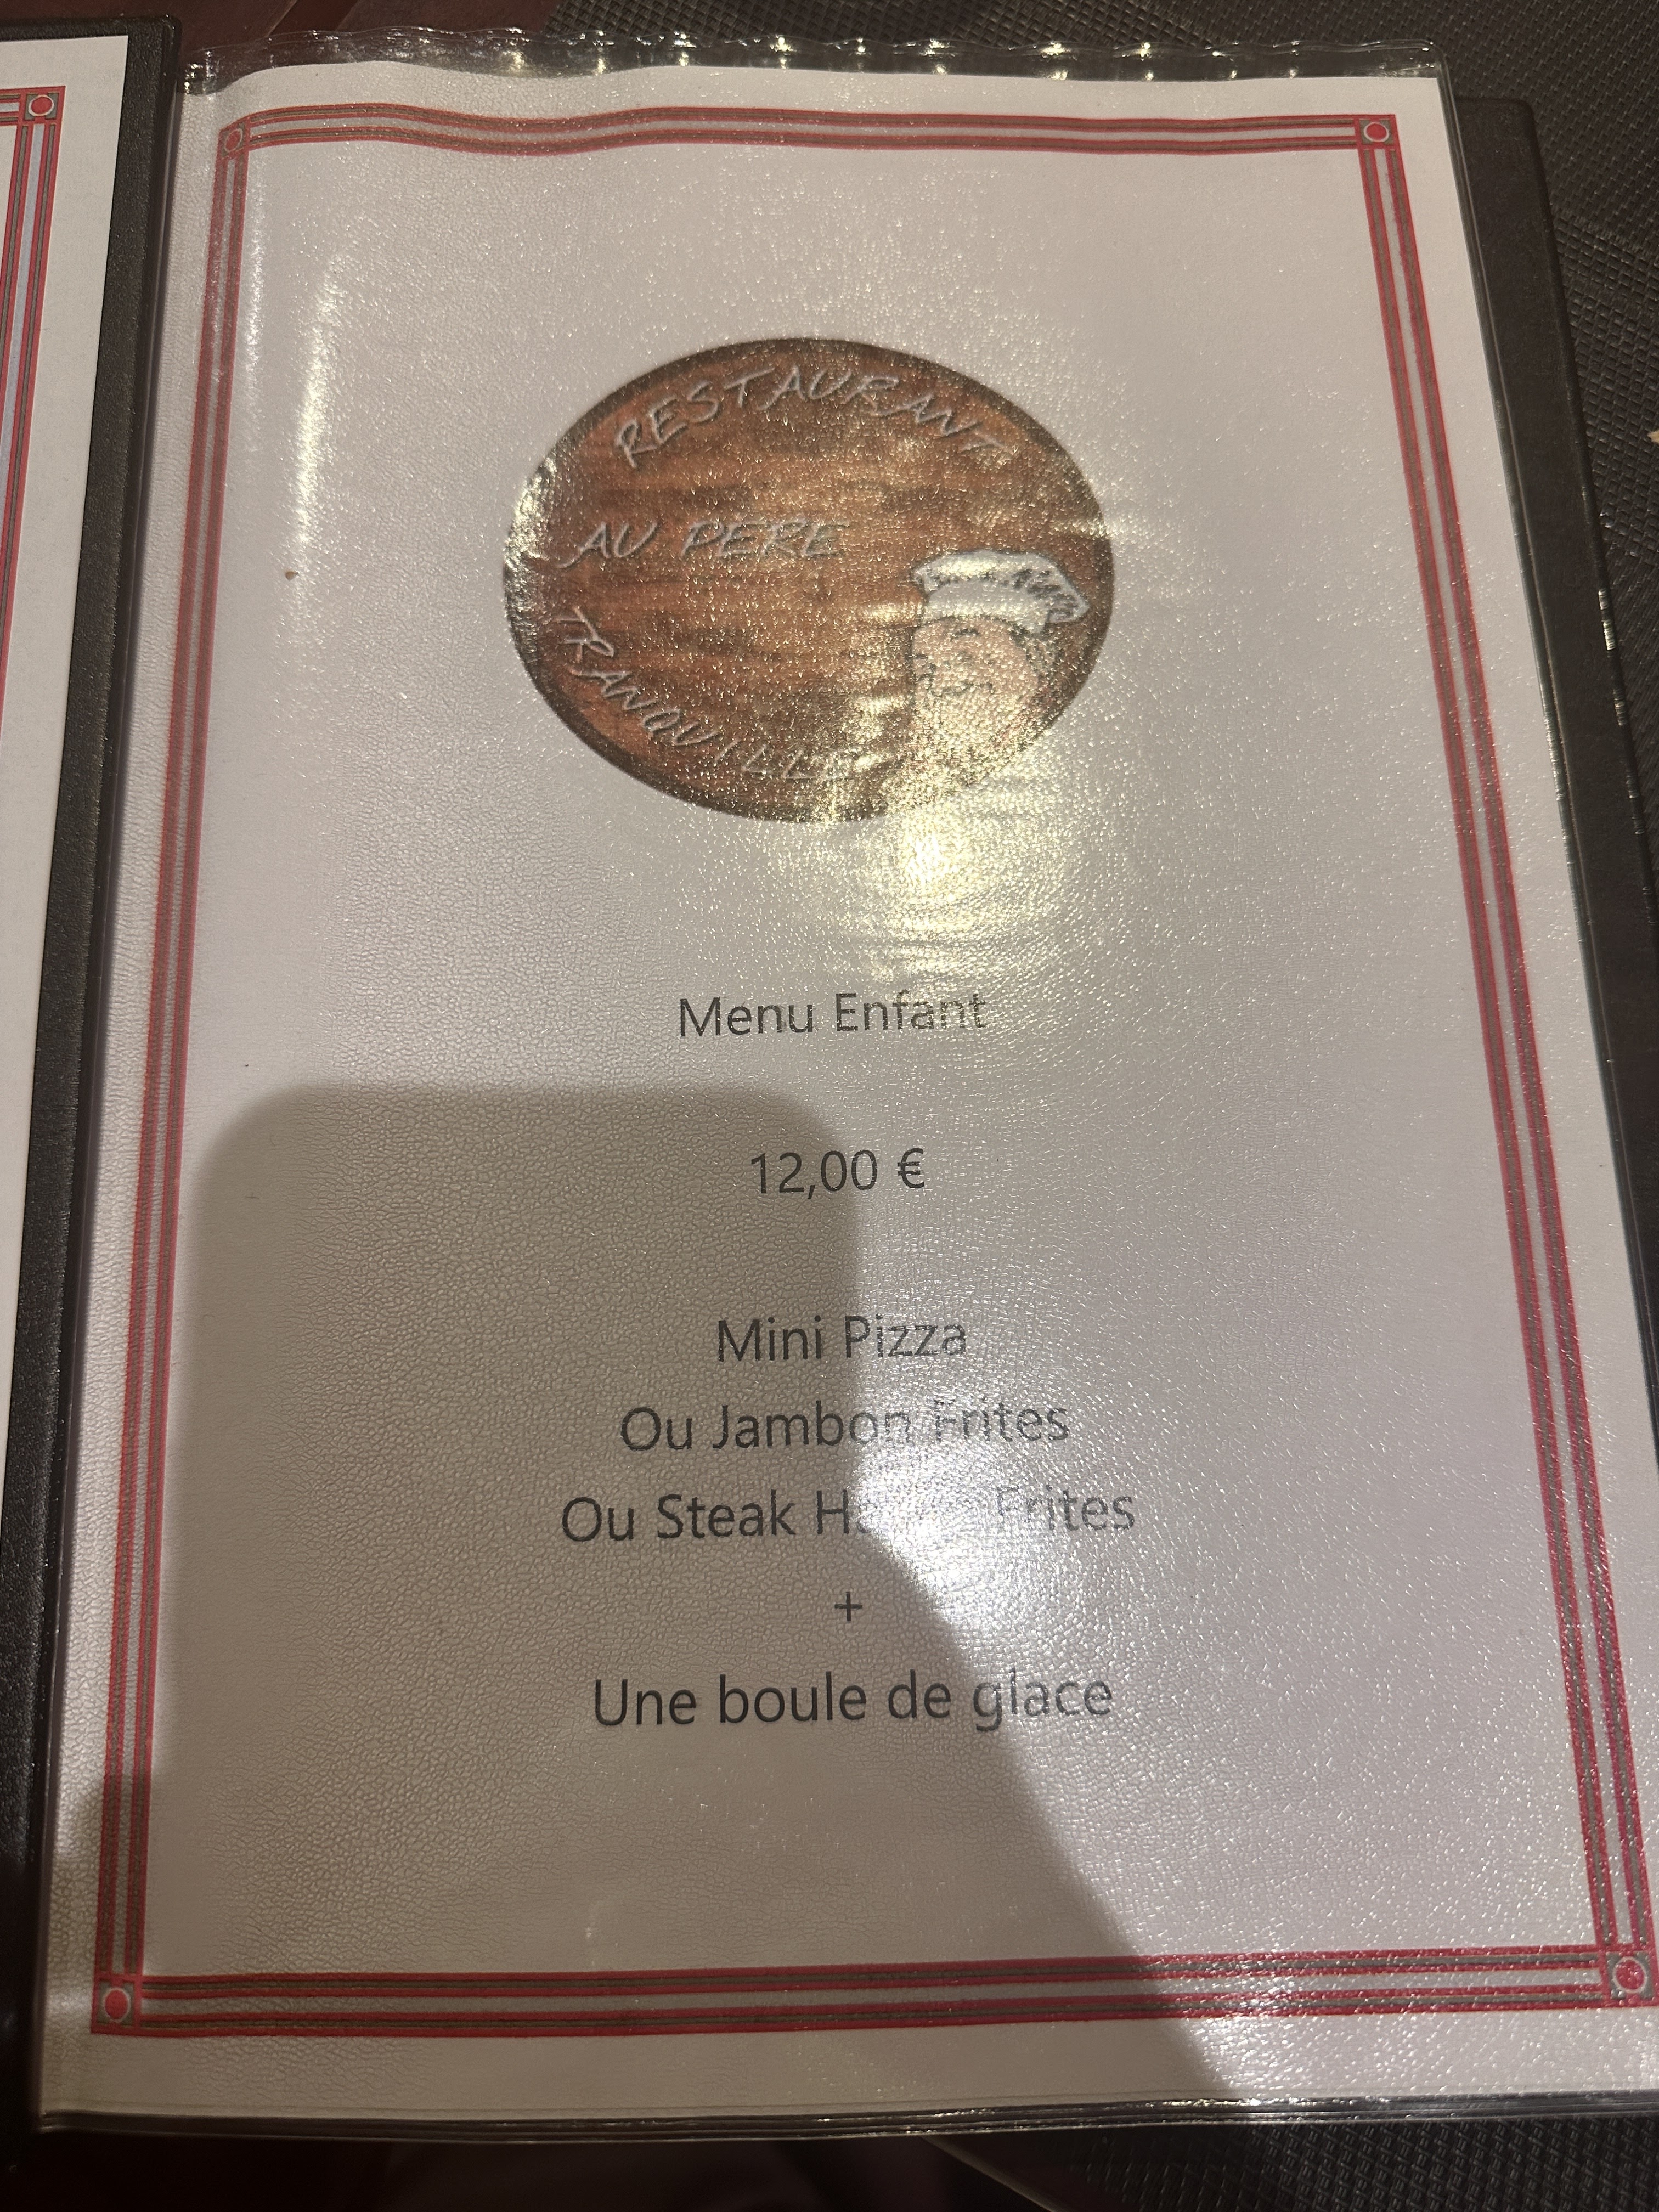 RESTAURANT
AU PERE
TRANQUILLE
Menu Enfant
12,00 €
Mini Pizza
Ou Jambon Frites
Ou Steak Frites
+
Une boule de glace